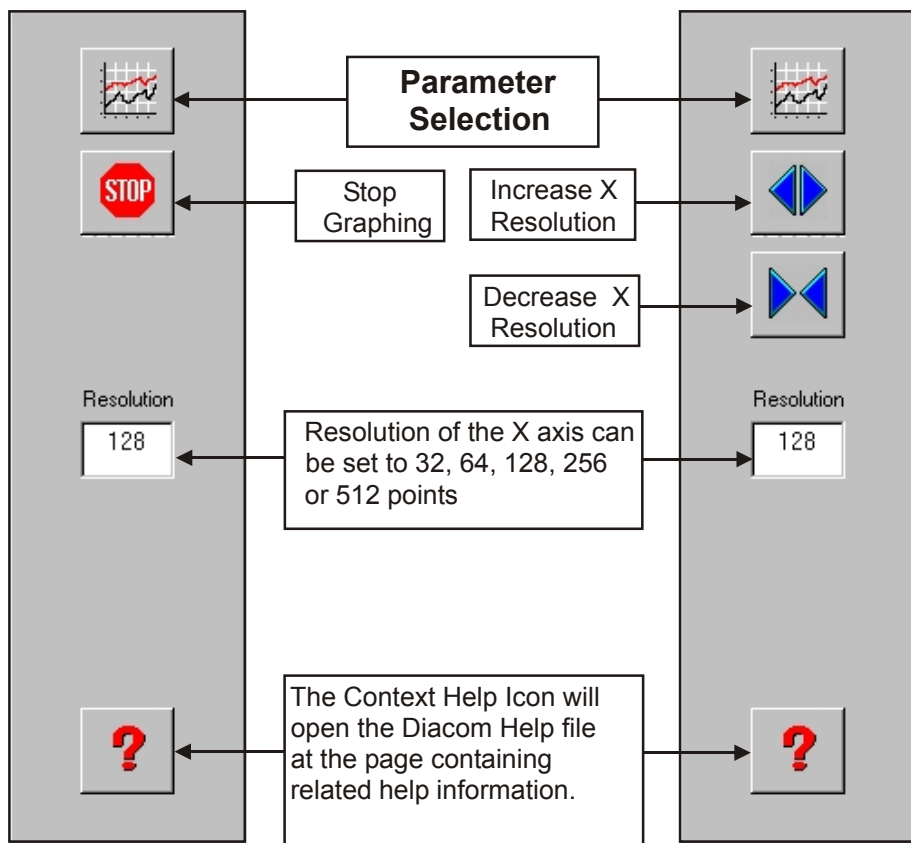 Parameter
Selection
STOP
Stop
Graphing
Increase X
Resolution
Decrease X
Resolution
Resolution
128
Resolution
128
Resolution of the X axis can
be set to 32, 64, 128, 256
or 512 points
?
?
The Context Help Icon will
open the Diacom Help file
at the page containing
related help information.